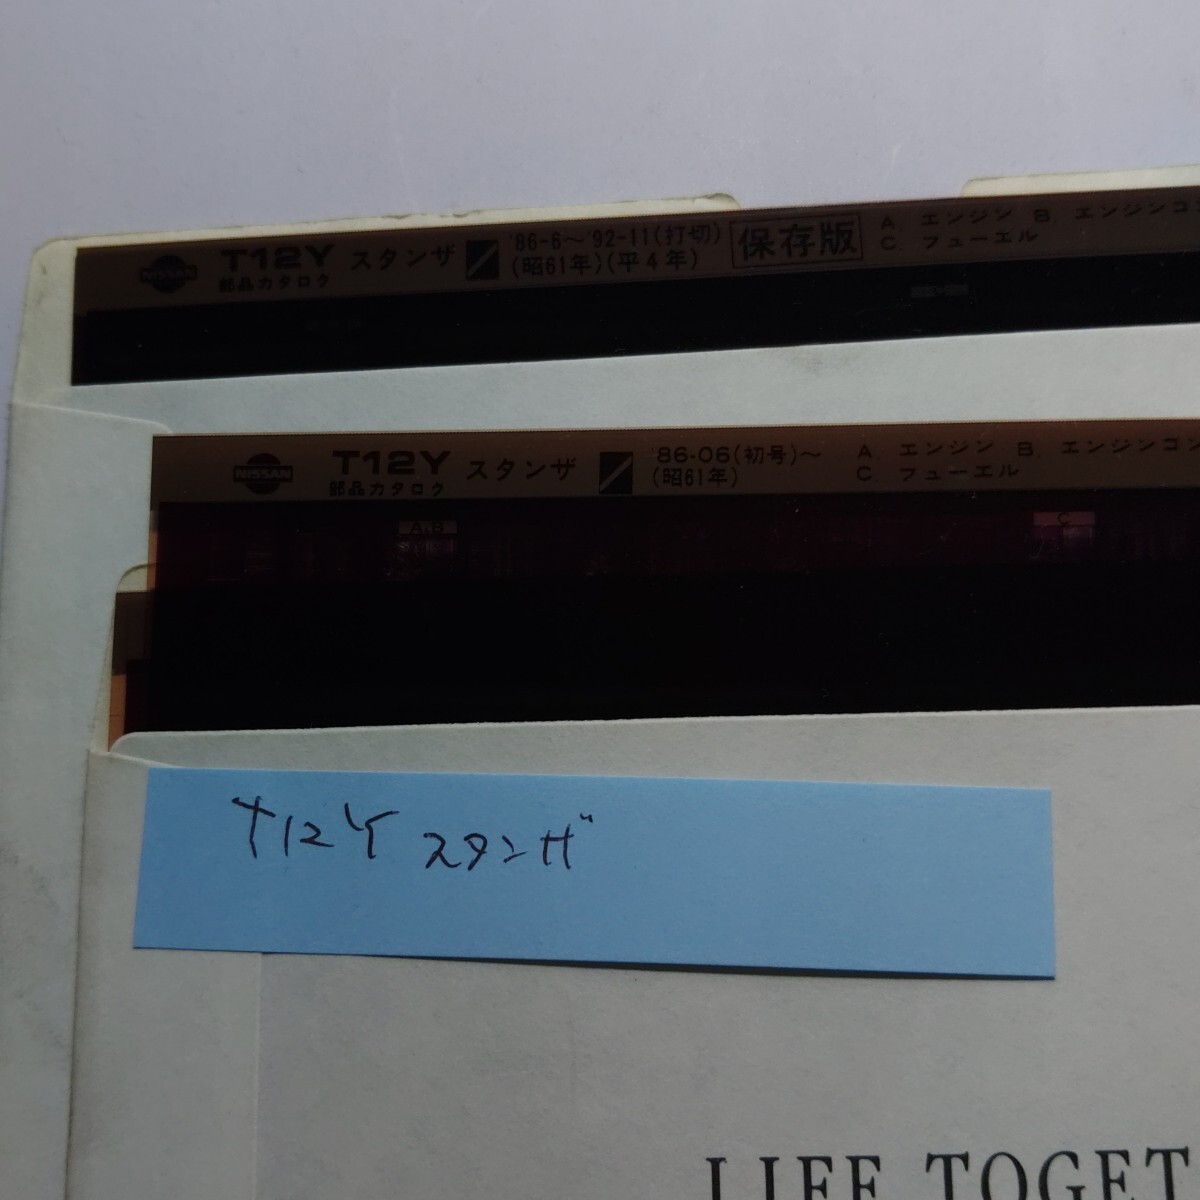 NISSAN T12Y スタンザ '86-6〜'92-11(打切) 保存版 A. エンジン B. エンジンコン
部品カタログ (昭61年)(平4年) C. フューエル
NISSAN T12Y スタンザ '86-06(初号)〜 A. エンジン B. エンジンコン
部品カタログ (昭61年) C. フューエル
A,B C
T12Y スタンザ
LIFE TOGET